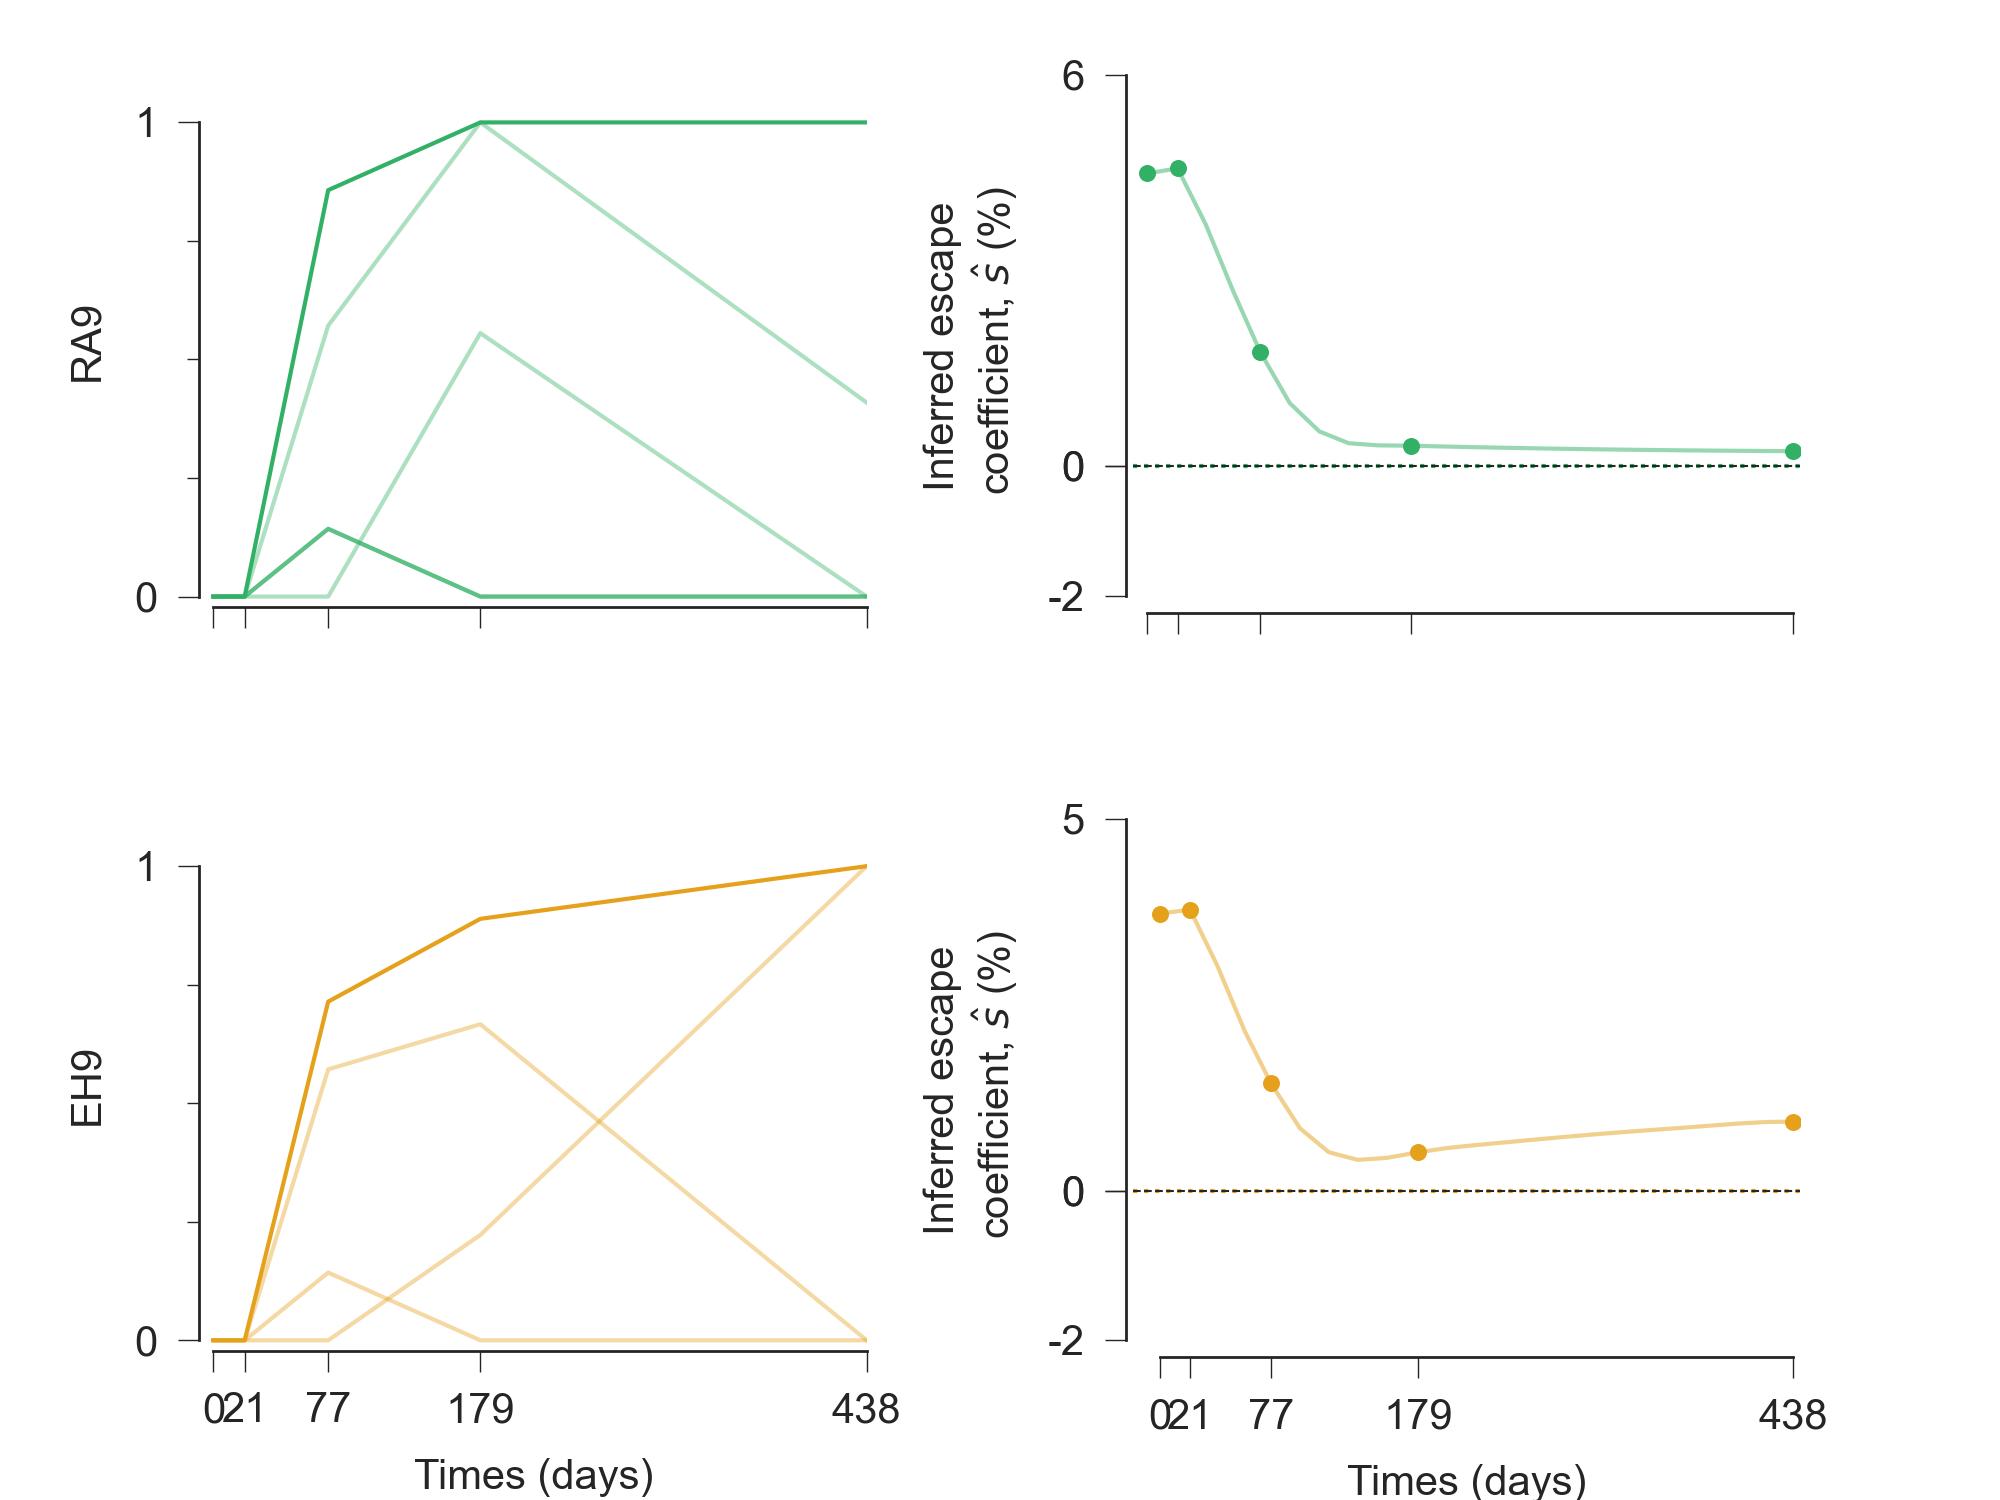 RA9
1
0
Inferred escape
coefficient, ŝ (%)
6
0
-2
EH9
1
0
0 21 77 179 438
Times (days)
Inferred escape
coefficient, ŝ (%)
5
0
-2
0 21 77 179 438
Times (days)